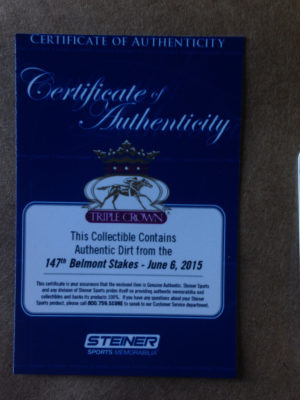 CERTIFICATE OF AUTHENTICITY
Certificate of
Authenticity
TRIPLE CROWN
This Collectible Contains
Authentic Dirt from the
147th Belmont Stakes - June 6, 2015
This certificate is your assurance that the enclosed item is Genuine Authentic. Steiner Sports
and any division of Steiner Sports prides itself on providing authentic memorabilia and
collectibles and backs its products 100%. If you have any questions about your Steiner
Sports product, please call 800.759.SCORE to speak to our Customer Service department.
STEINER
SPORTS MEMORABILIA